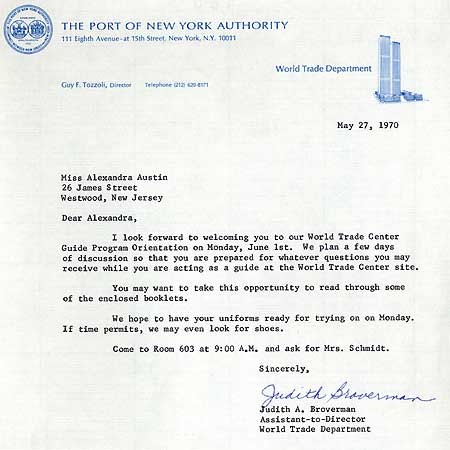 THE PORT OF NEW YORK AUTHORITY
111 Eighth Avenue-at 15th Street, New York, N.Y. 10011
World Trade Department
Guy F. Tozzoli, Director Telephone (212) 620-8171
May 27, 1970
Miss Alexandra Austin
26 James Street
Westwood, New Jersey
Dear Alexandra,
I look forward to welcoming you to our World Trade Center
Guide Program Orientation on Monday, June 1st. We plan a few days
of discussion so that you are prepared for whatever questions you may
receive while you are acting as a guide at the World Trade Center site.
You may want to take this opportunity to read through some
of the enclosed booklets.
We hope to have your uniforms ready for trying on on Monday.
If time permits, we may even look for shoes.
Come to Room 603 at 9:00 A.M. and ask for Mrs. Schmidt.
Sincerely,
Judith Broverman
Judith A. Broverman
Assistant-to-Director
World Trade Department